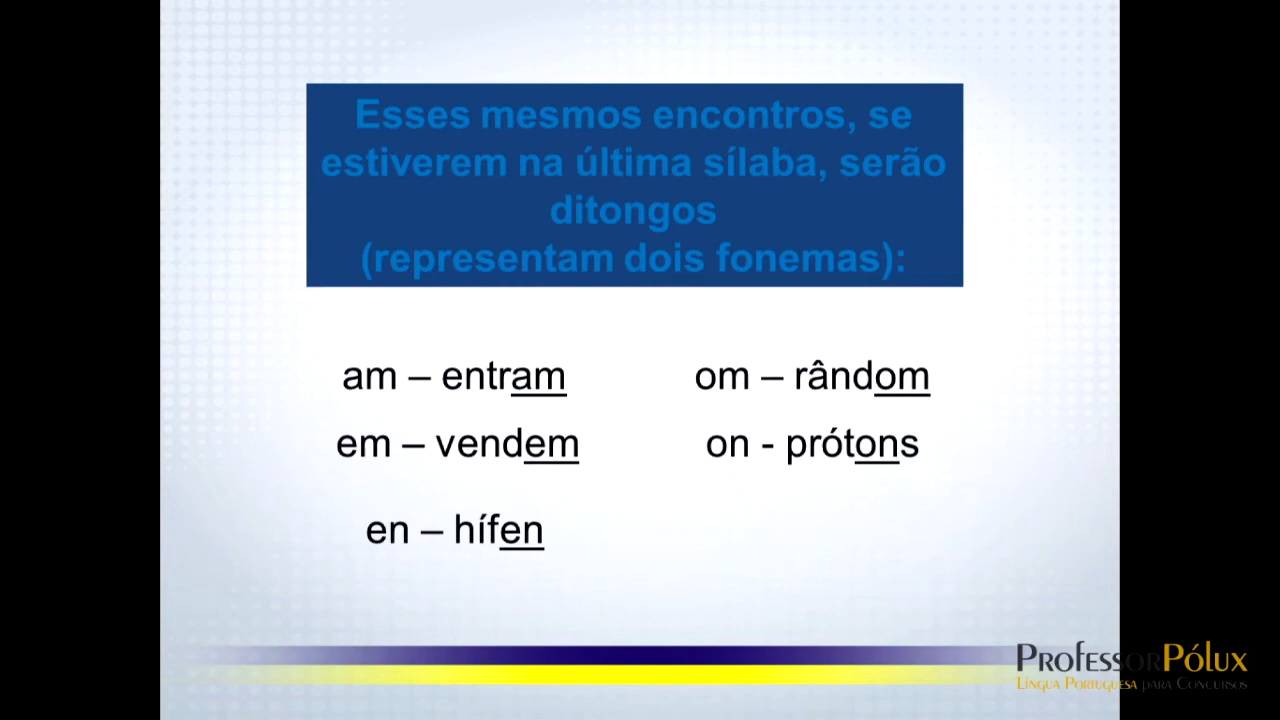 Esses mesmos encontros, se
estiverem na última sílaba, serão
ditongos
(representam dois fonemas):
am – entram
om – rândom
em – vendem
on - prótons
en – hífen
PROFESSORPÓLUX
LÍNGUA PORTUGUESA PARA CONCURSOS